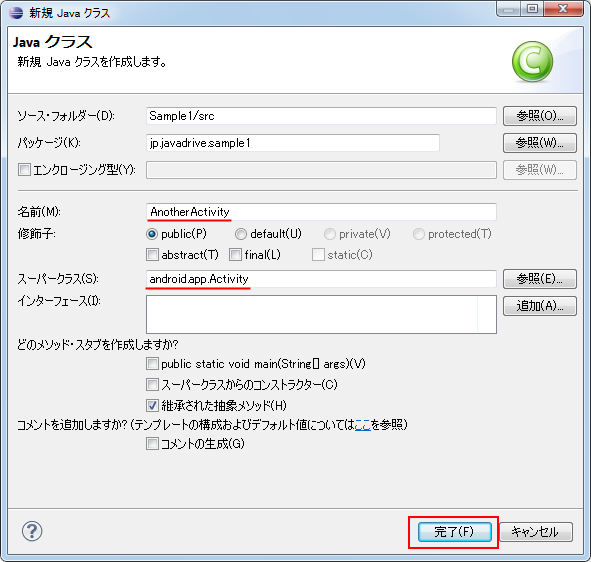 新規 Java クラス
Java クラス
新規 Java クラスを作成します。
ソース・フォルダー(D): Sample1/src 参照(O)...
パッケージ(K): jp.javadrive.sample1 参照(W)...
エンクロージング型(Y): 参照(W)...
名前(M): AnotherActivity
修飾子: public(P) default(U) private(V) protected(T)
abstract(T) final(L) static(C)
スーパークラス(S): android.app.Activity 参照(E)...
インターフェース(I): 追加(A)...
どのメソッド・スタブを作成しますか?
public static void main(String[] args)(V)
スーパークラスからのコンストラクター(C)
継承された抽象メソッド(H)
コメントを追加しますか? (テンプレートの構成およびデフォルト値についてはここを参照)
コメントの生成(G)
完了(F) キャンセル